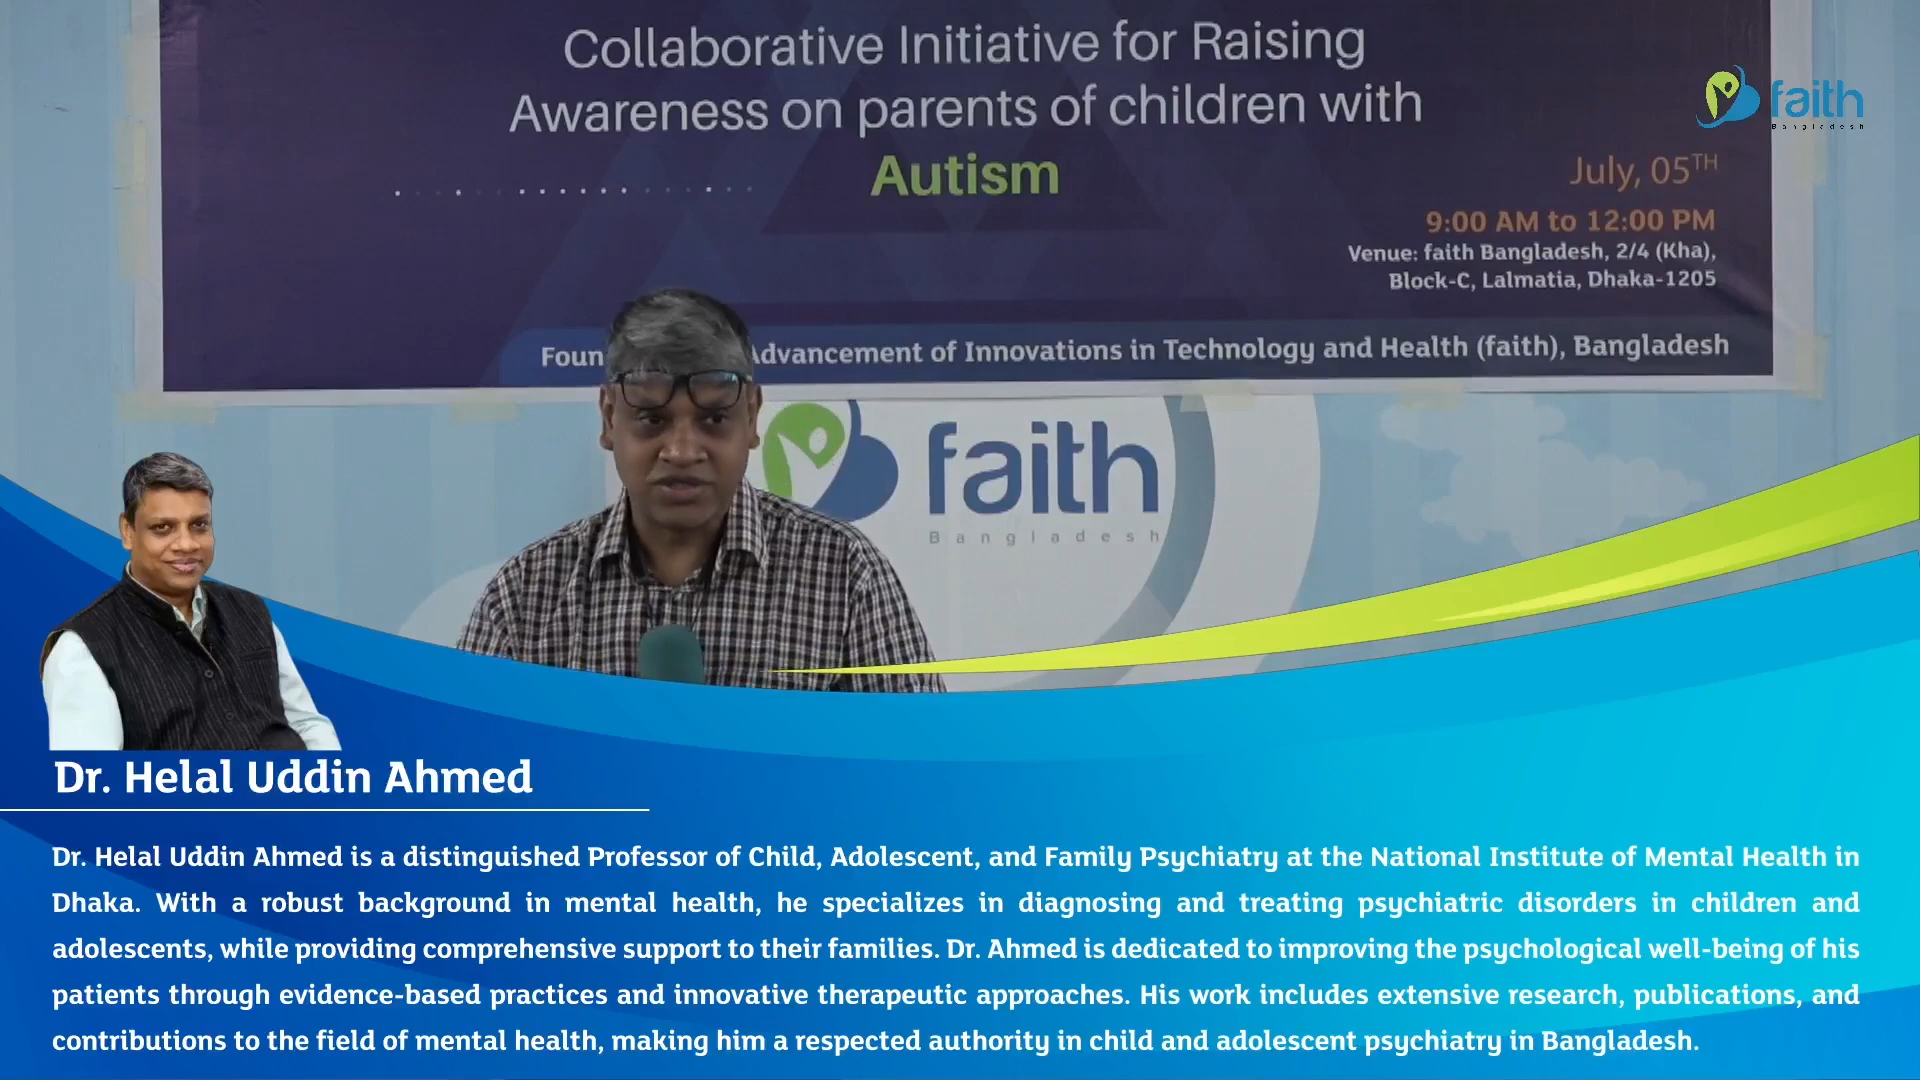 Collaborative Initiative for Raising
Awareness on parents of children with
Autism
faith
Bangladesh
July, 05TH
9:00 AM to 12:00 PM
Venue: faith Bangladesh, 2/4 (Kha),
Block-C, Lalmatia, Dhaka-1205
Foun Advancement of Innovations in Technology and Health (faith), Bangladesh
faith
Bangladesh
Dr. Helal Uddin Ahmed
Dr. Helal Uddin Ahmed is a distinguished Professor of Child, Adolescent, and Family Psychiatry at the National Institute of Mental Health in
Dhaka. With a robust background in mental health, he specializes in diagnosing and treating psychiatric disorders in children and
adolescents, while providing comprehensive support to their families. Dr. Ahmed is dedicated to improving the psychological well-being of his
patients through evidence-based practices and innovative therapeutic approaches. His work includes extensive research, publications, and
contributions to the field of mental health, making him a respected authority in child and adolescent psychiatry in Bangladesh.